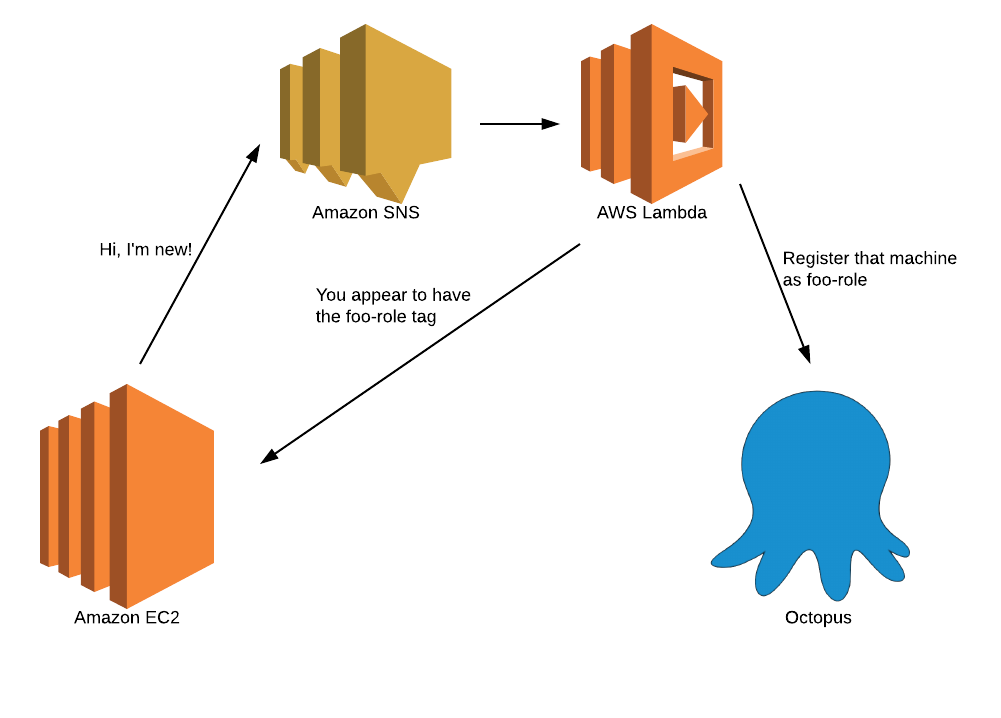 Amazon SNS
AWS Lambda
Hi, I'm new!
Register that machine
as foo-role
You appear to have
the foo-role tag
Amazon EC2
Octopus